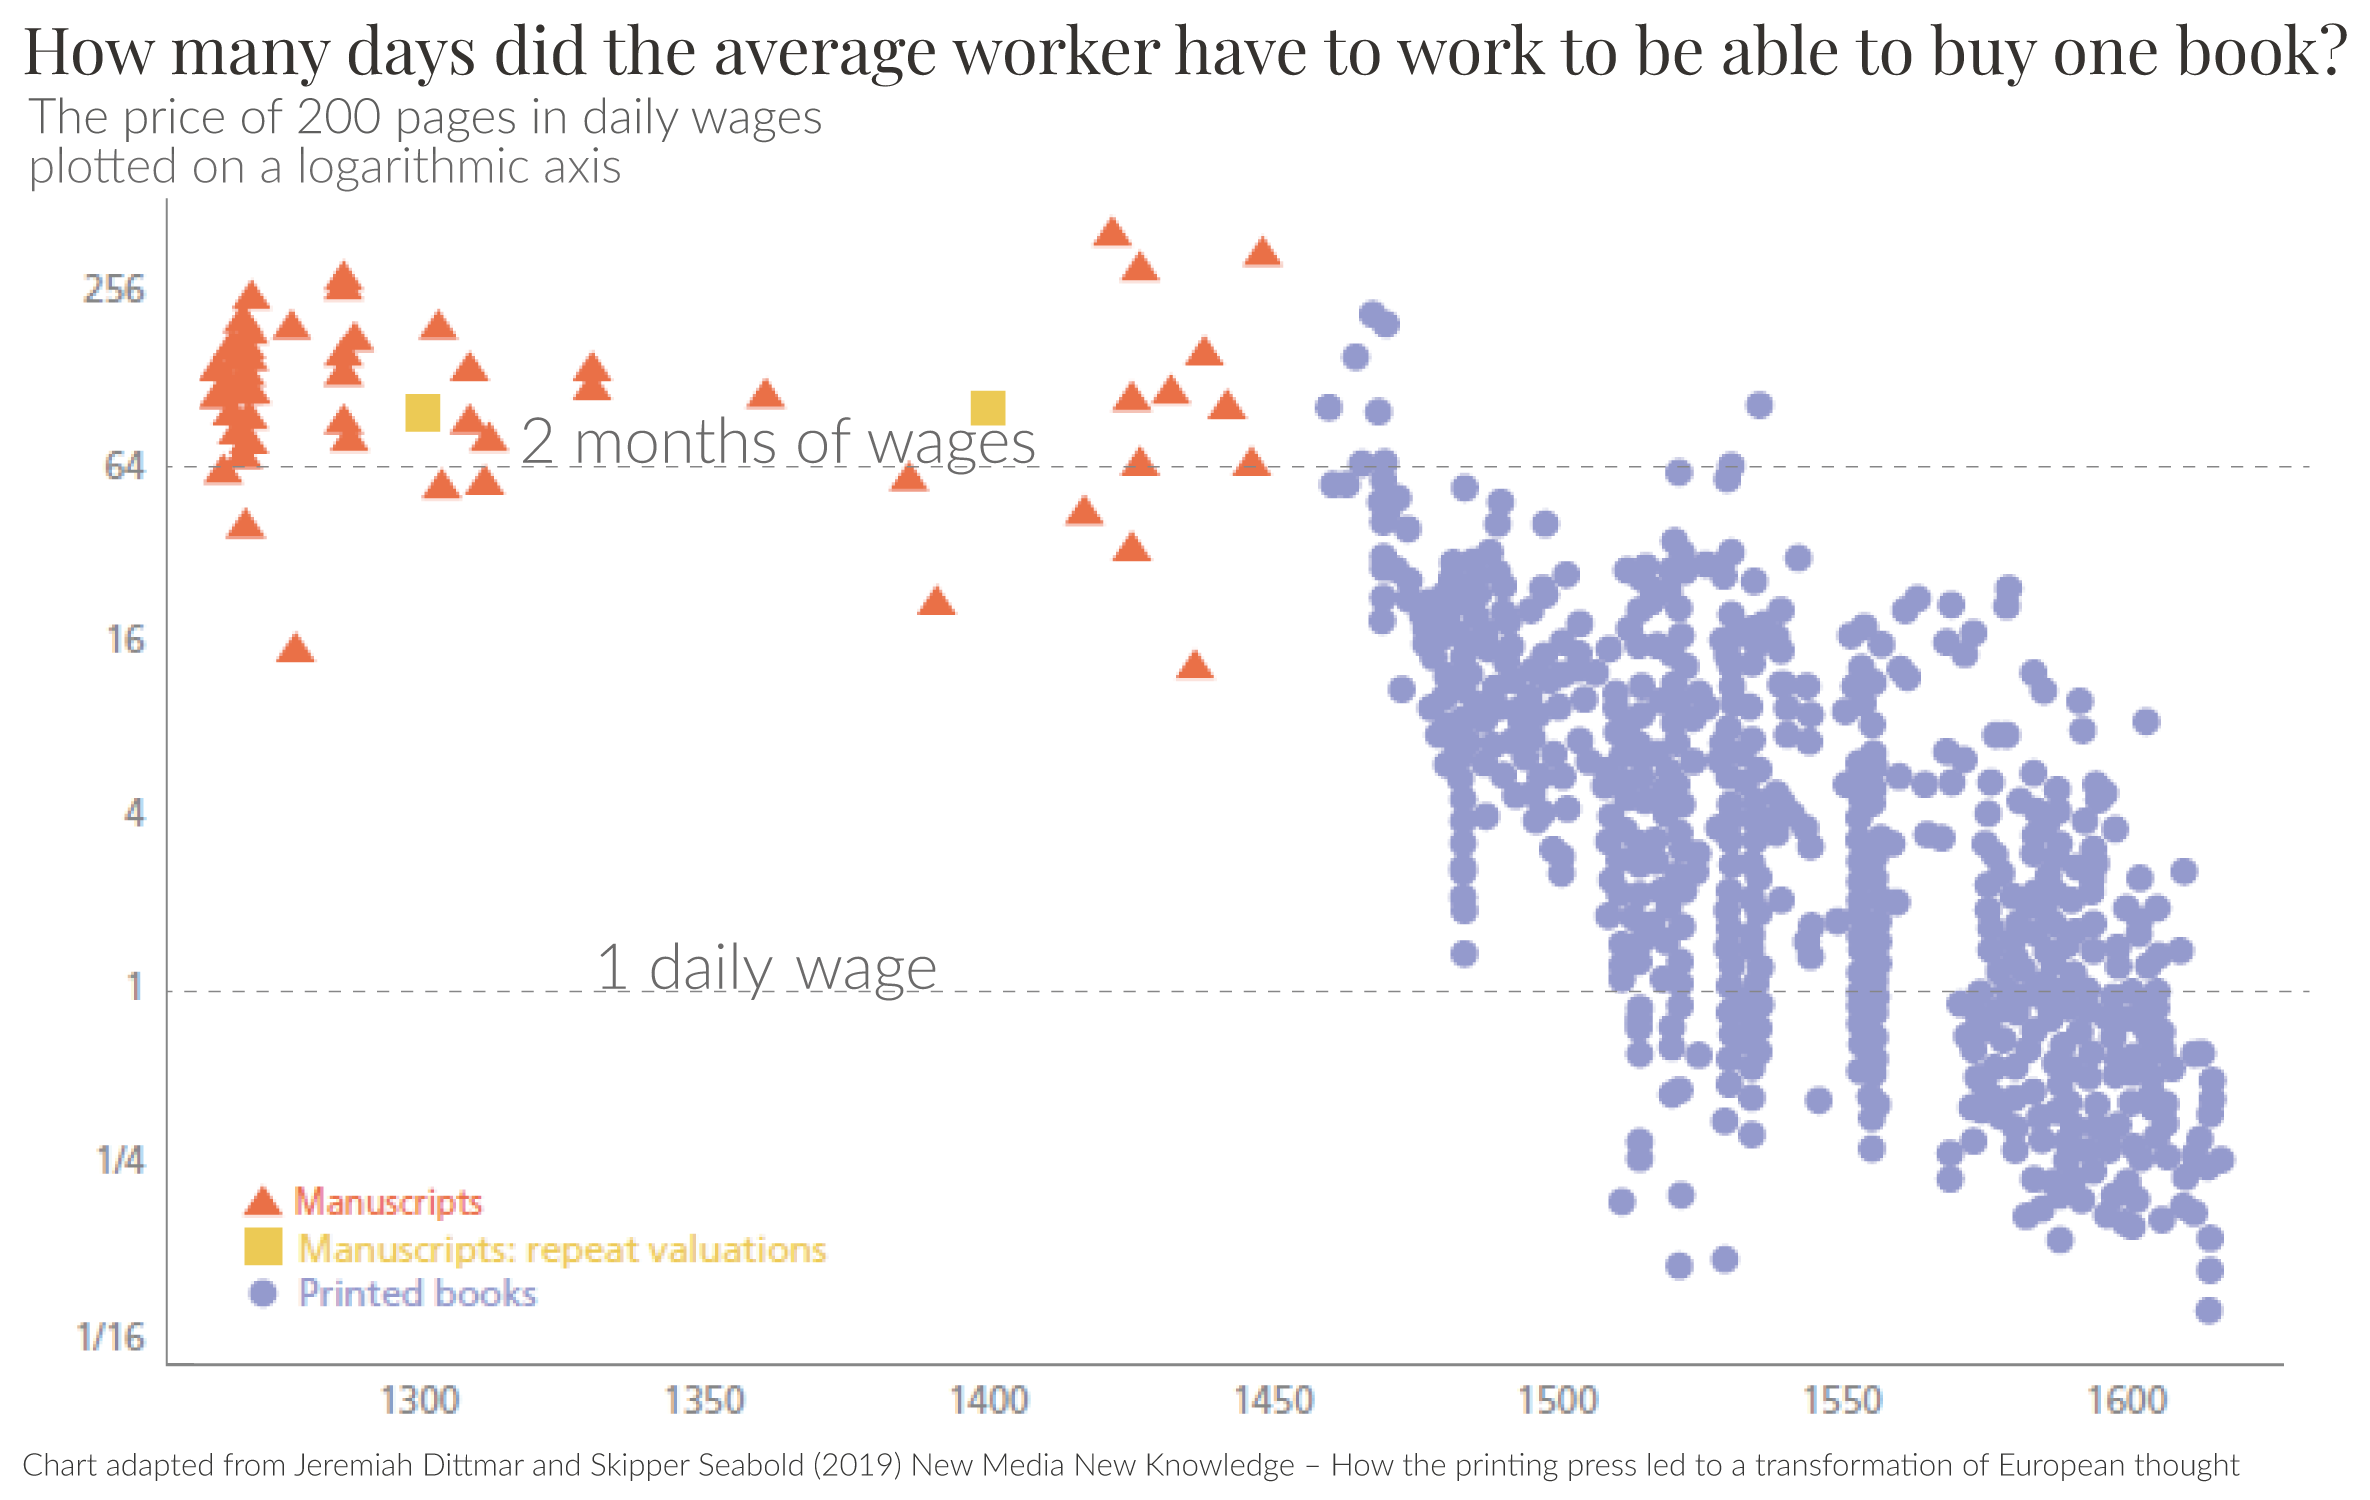 How many days did the average worker have to work to be able to buy one book?
The price of 200 pages in daily wages
plotted on a logarithmic axis
256
2 months of wages
64
16
4
1 daily wage
1
1/4
Manuscripts
Manuscripts: repeat valuations
Printed books
1/16
1300 1350 1400 1450 1500 1550 1600
Chart adapted from Jeremiah Dittmar and Skipper Seabold (2019) New Media New Knowledge – How the printing press led to a transformation of European thought